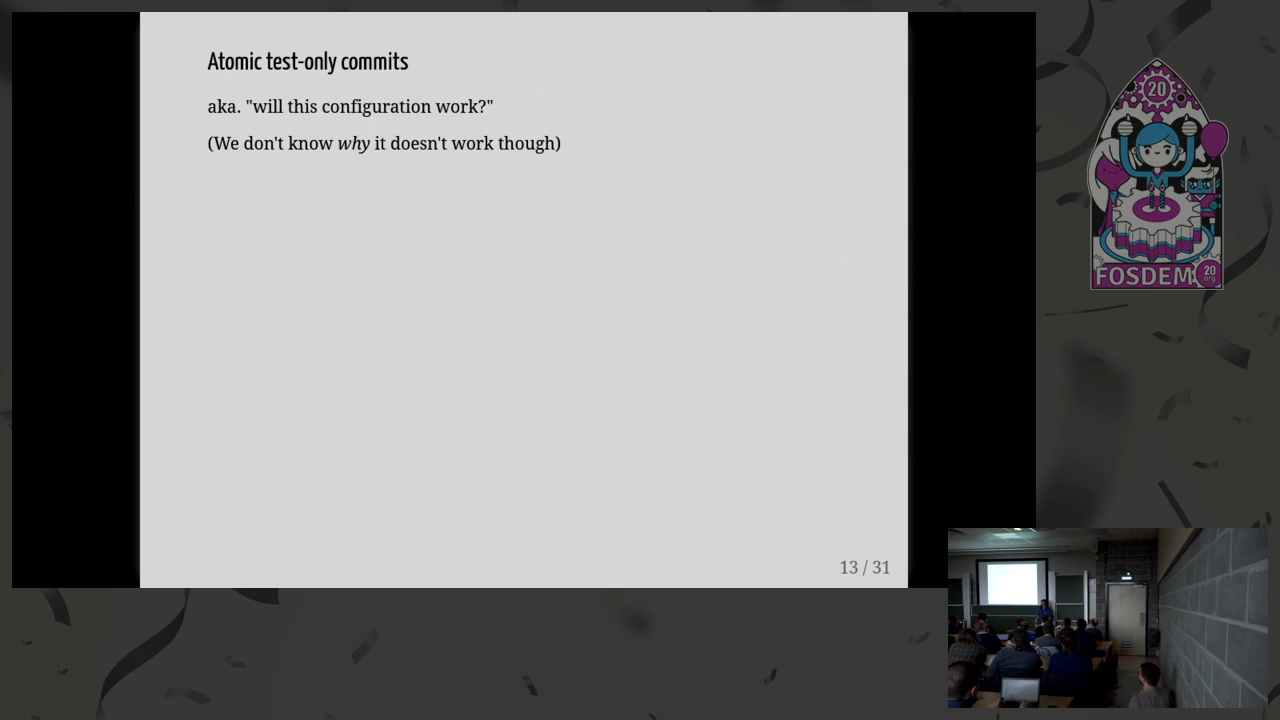 Atomic test-only commits
aka. "will this configuration work?"
(We don't know why it doesn't work though)
13 / 31
20
FOSDEM
20
.org